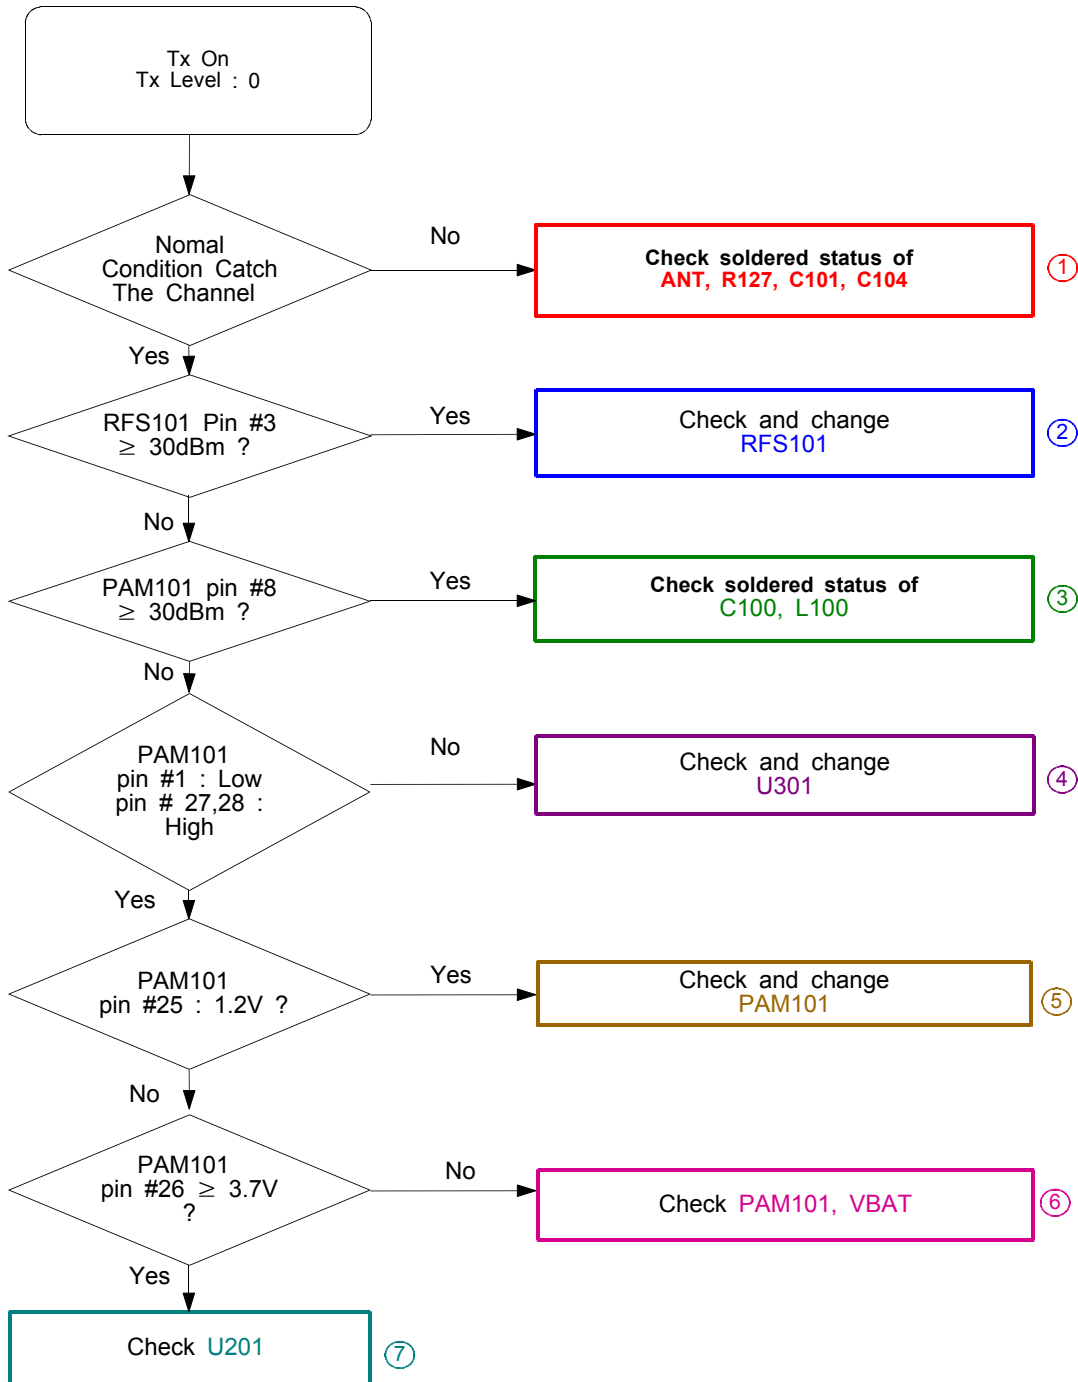 Tx On
Tx Level : 0
Nomal
Condition Catch
The Channel
No
Check soldered status of
ANT, R127, C101, C104
1
Yes
RFS101 Pin #3
≥ 30dBm ?
Yes
Check and change
RFS101
2
No
PAM101 pin #8
≥ 30dBm ?
Yes
Check soldered status of
C100, L100
3
No
PAM101
pin #1 : Low
pin # 27,28 :
High
No
Check and change
U301
4
Yes
PAM101
pin #25 : 1.2V ?
Yes
Check and change
PAM101
5
No
PAM101
pin #26 ≥ 3.7V
?
No
Check PAM101, VBAT
6
Yes
Check U201
7